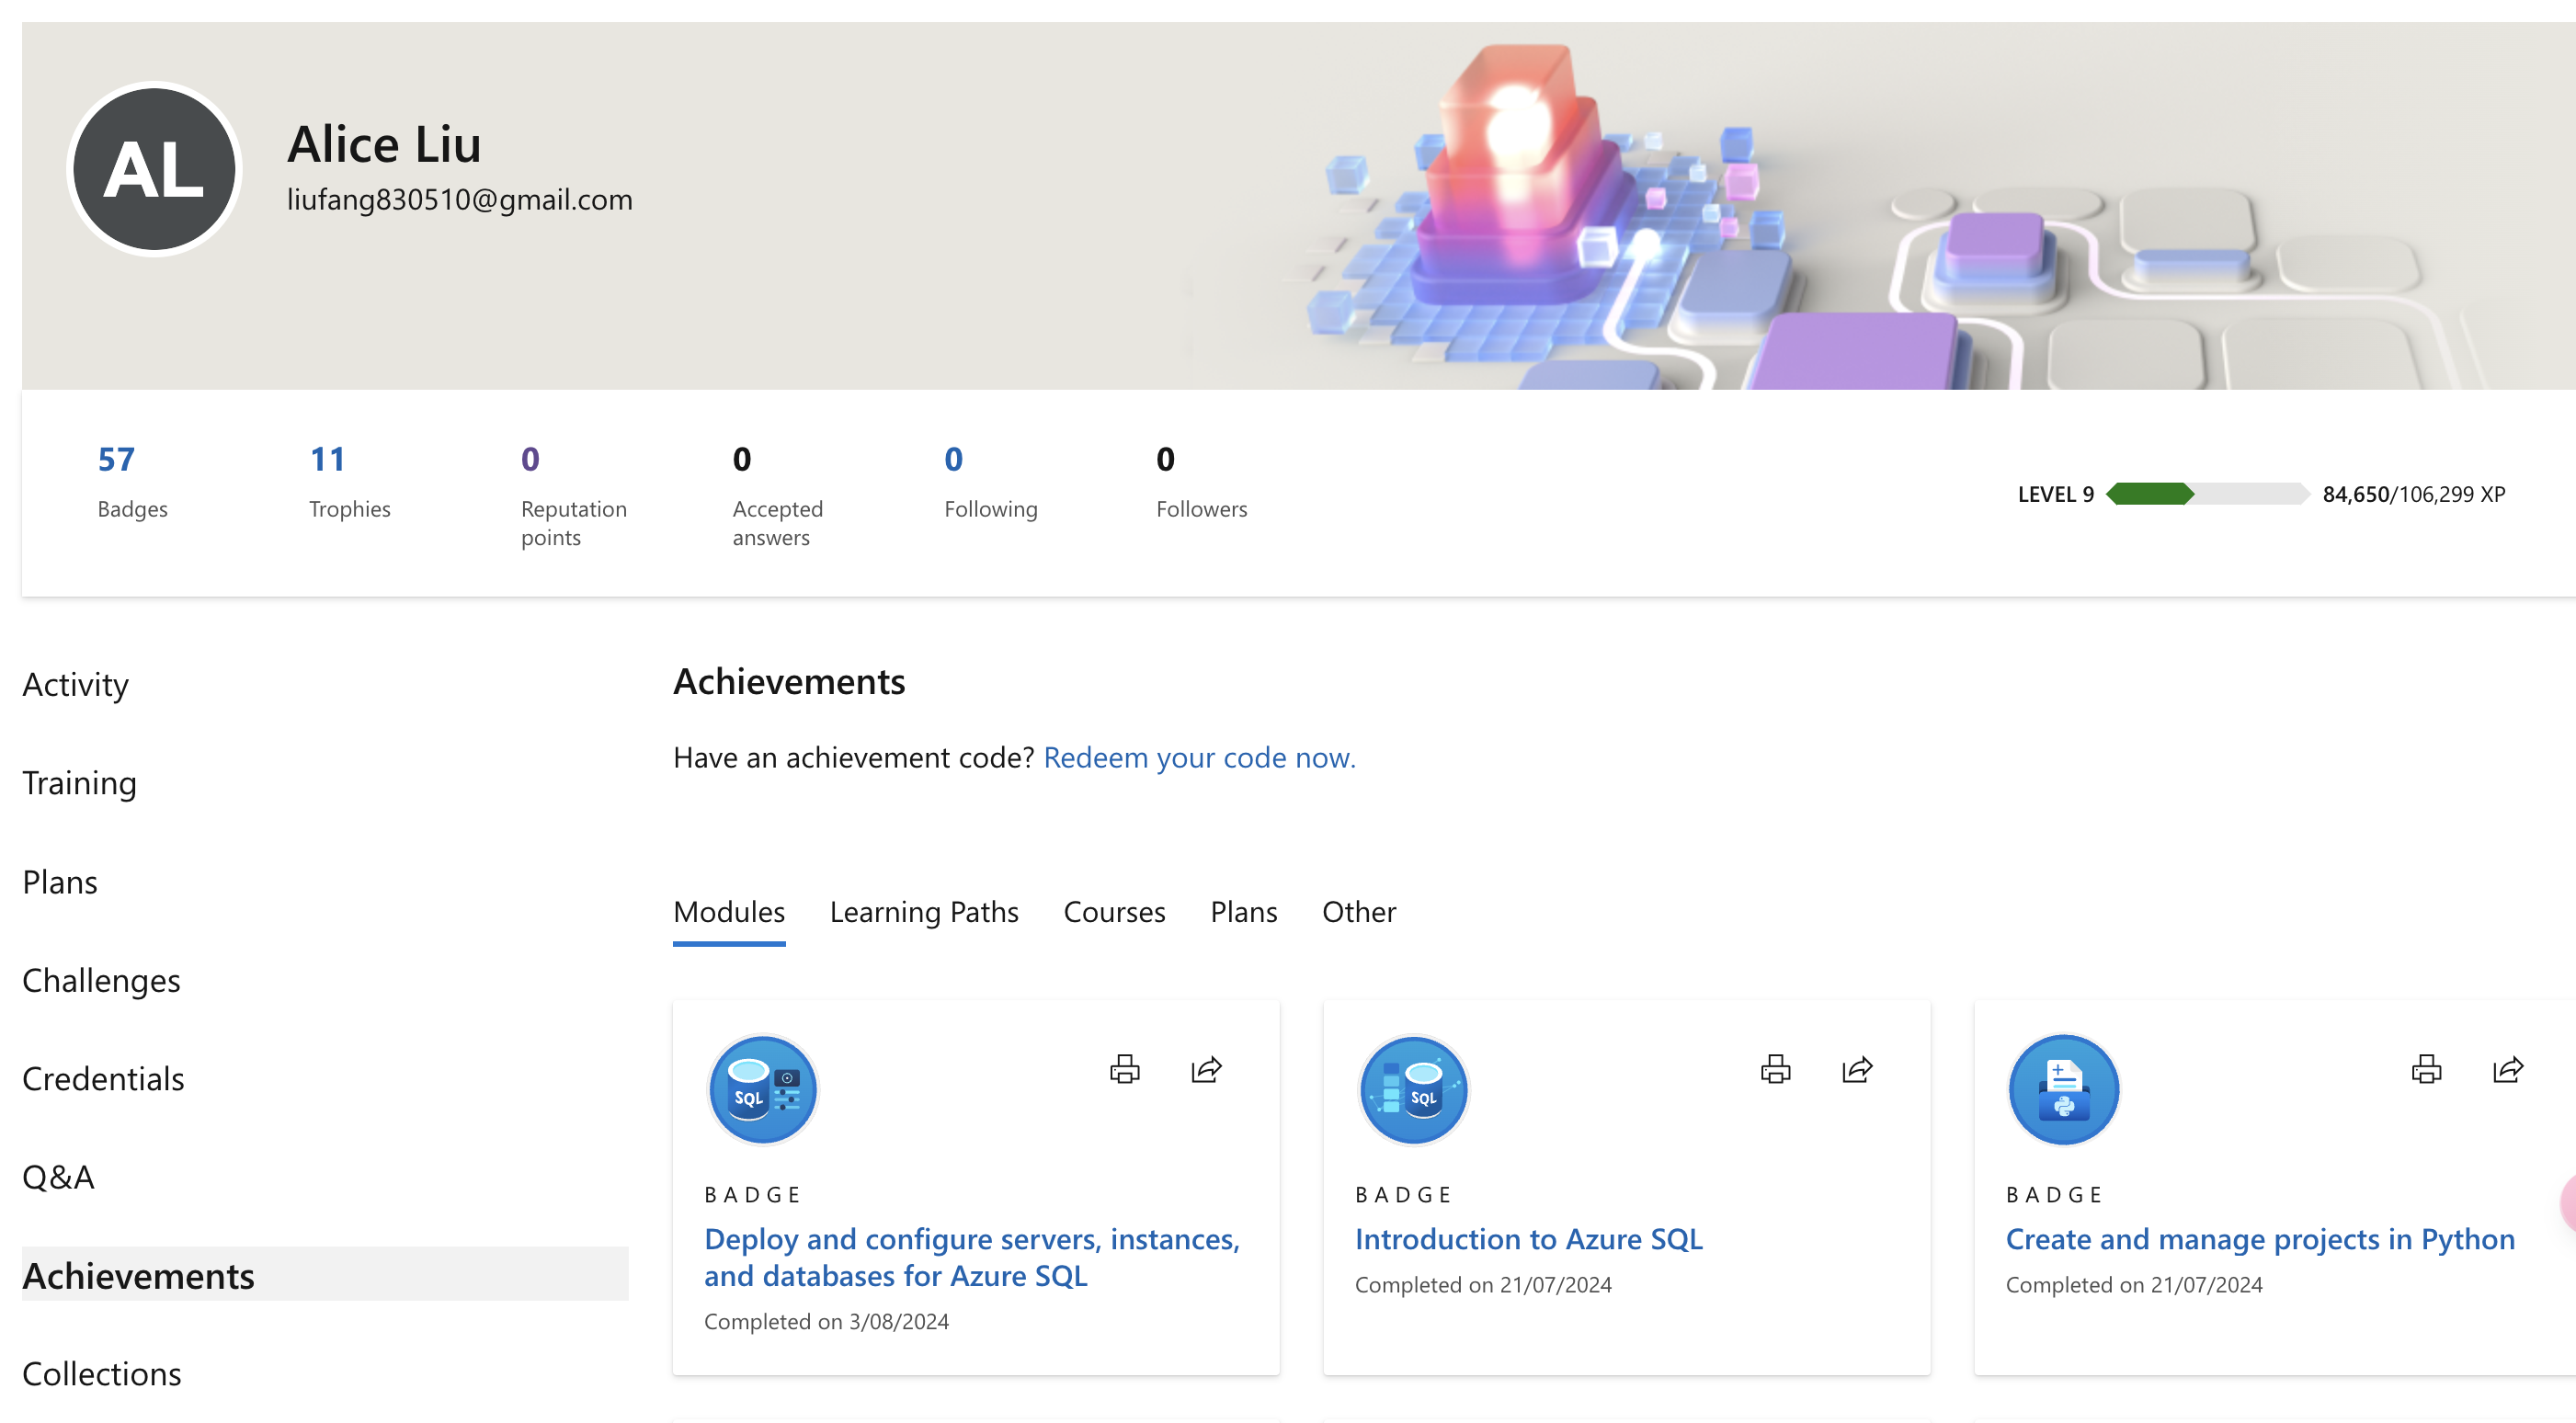 AL
Alice Liu
liufang830510@gmail.com
57
Badges
11
Trophies
0
Reputation
points
0
Accepted
answers
0
Following
0
Followers
LEVEL 9
84,650/106,299 XP
Activity
Training
Plans
Challenges
Credentials
Q&A
Achievements
Collections
Achievements
Have an achievement code? Redeem your code now.
Modules
Learning Paths
Courses
Plans
Other
SQL
BADGE
Deploy and configure servers, instances,
and databases for Azure SQL
Completed on 3/08/2024
SQL
BADGE
Introduction to Azure SQL
Completed on 21/07/2024
BADGE
Create and manage projects in Python
Completed on 21/07/2024